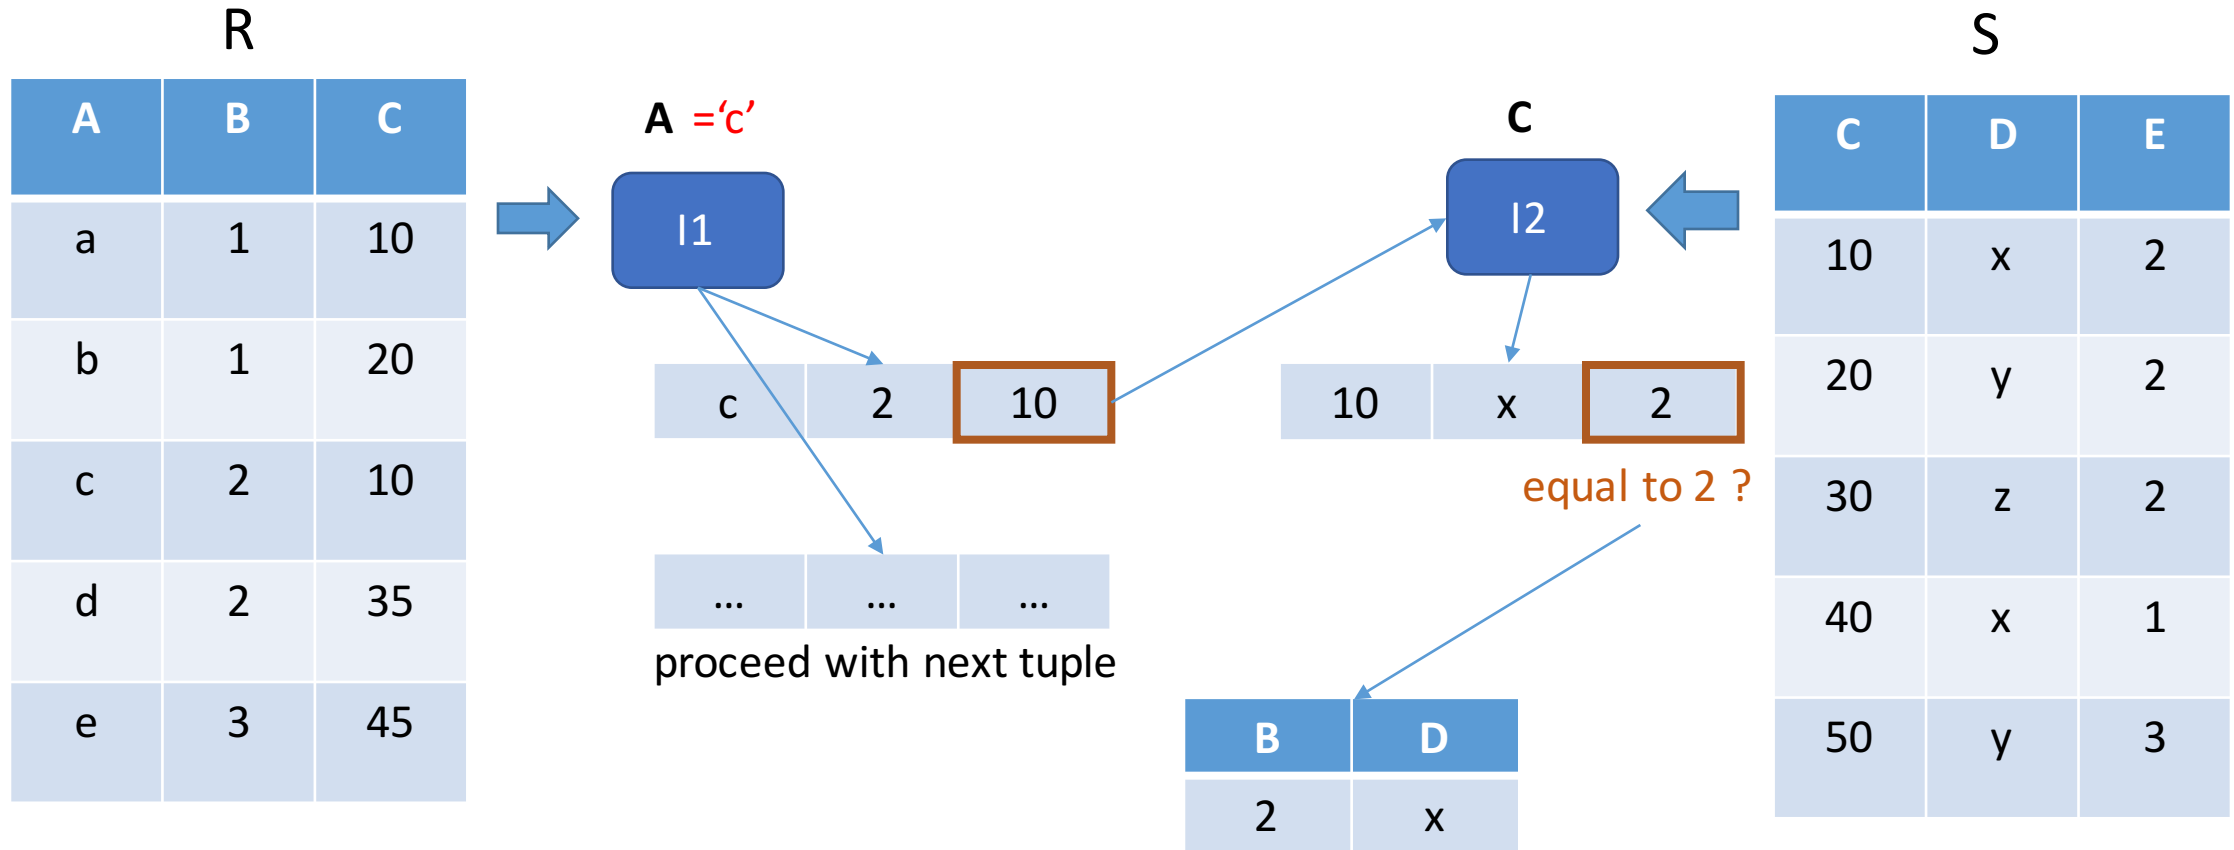 R
A B C
a 1 10
b 1 20
c 2 10
d 2 35
e 3 45
A =‘c’
I1
c 2 10
... ... ...
proceed with next tuple
C
I2
10 x 2
equal to 2 ?
B D
2 x
S
C D E
10 x 2
20 y 2
30 z 2
40 x 1
50 y 3